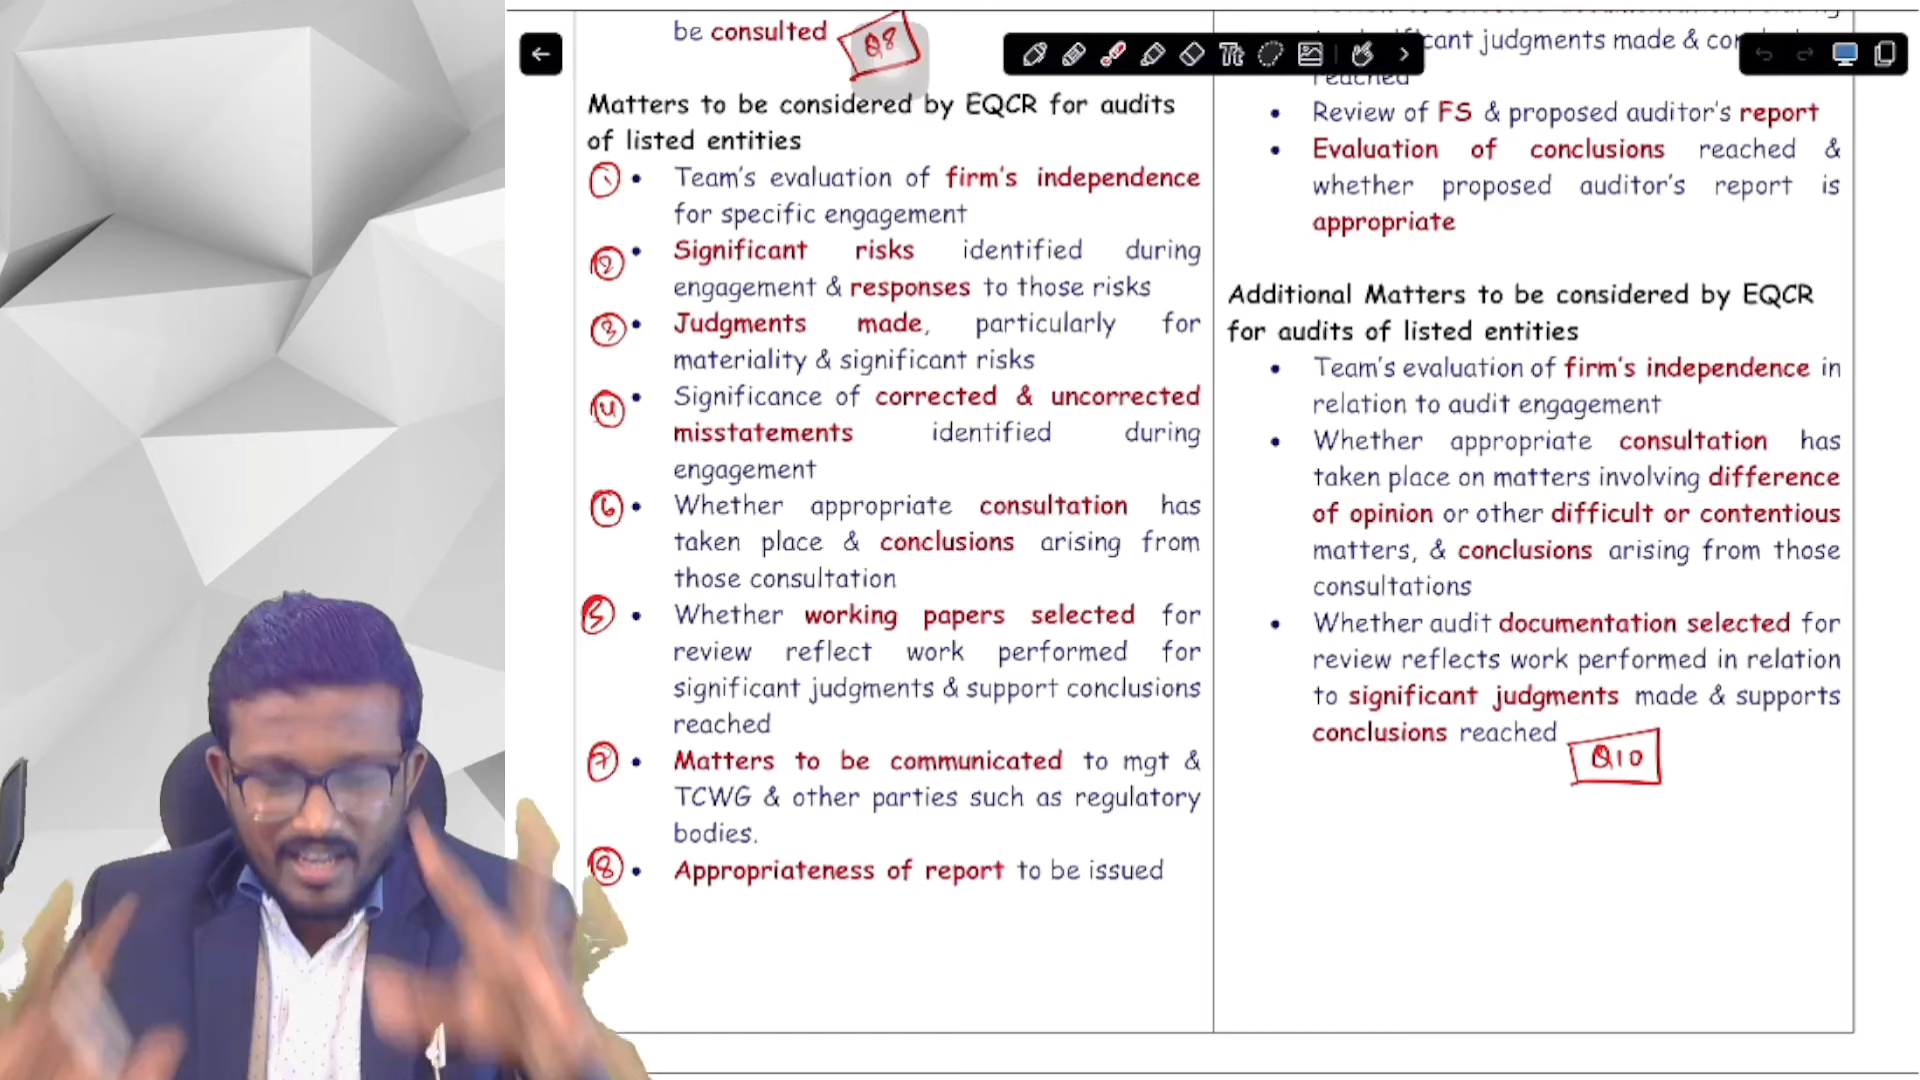 be consulted
Q8
Matters to be considered by EQCR for audits
of listed entities
1 • Team's evaluation of firm's independence
for specific engagement
2 • Significant risks identified during
engagement & responses to those risks
3 • Judgments made, particularly for
materiality & significant risks
4 • Significance of corrected & uncorrected
misstatements identified during
engagement
6 • Whether appropriate consultation has
taken place & conclusions arising from
those consultation
5 • Whether working papers selected for
review reflect work performed for
significant judgments & support conclusions
reached
7 • Matters to be communicated to mgt &
TCWG & other parties such as regulatory
bodies.
8 • Appropriateness of report to be issued
Tt
judgments made &
reached
• Review of FS & proposed auditor's report
• Evaluation of conclusions reached &
whether proposed auditor's report is
appropriate
Additional Matters to be considered by EQCR
for audits of listed entities
• Team's evaluation of firm's independence in
relation to audit engagement
• Whether appropriate consultation has
taken place on matters involving difference
of opinion or other difficult or contentious
matters, & conclusions arising from those
consultations
• Whether audit documentation selected for
review reflects work performed in relation
to significant judgments made & supports
conclusions reached
Q10